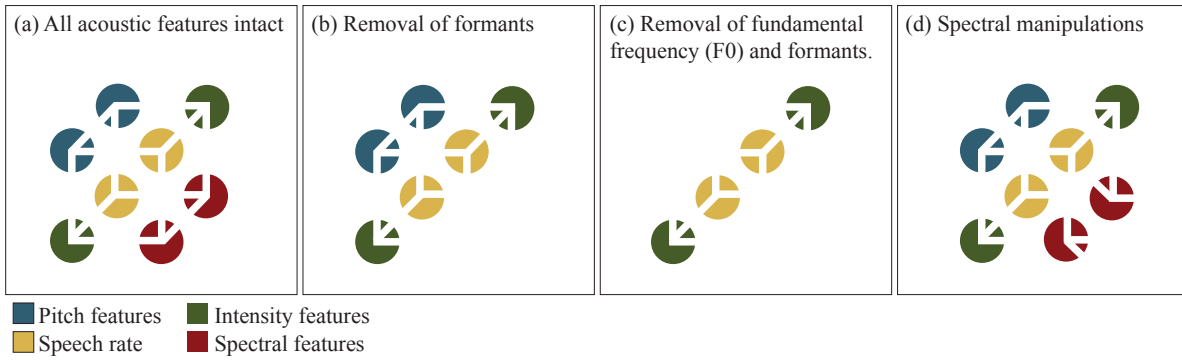 (a) All acoustic features intact
(b) Removal of formants
(c) Removal of fundamental
frequency (F0) and formants.
(d) Spectral manipulations
Pitch features
Intensity features
Speech rate
Spectral features